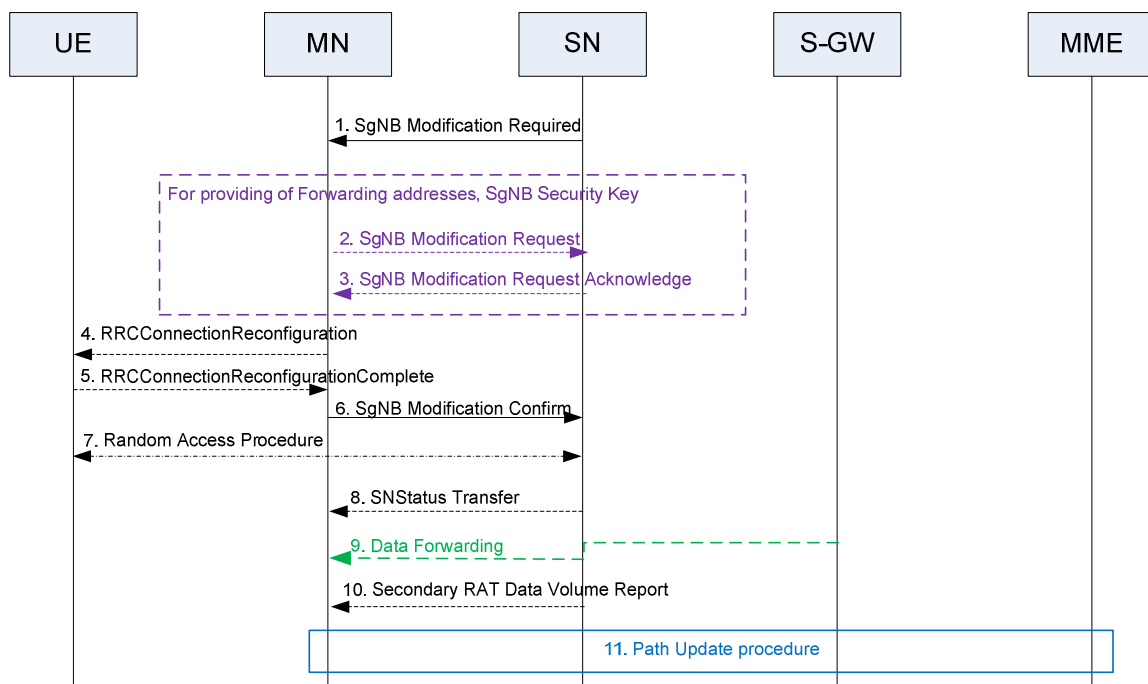 UE
MN
SN
S-GW
MME
1. SgNB Modification Required
For providing of Forwarding addresses, SgNB Security Key
2. SgNB Modification Request
3. SgNB Modification Request Acknowledge
4. RRCConnectionReconfiguration
5. RRCConnectionReconfigurationComplete
6. SgNB Modification Confirm
7. Random Access Procedure
8. SNStatus Transfer
9. Data Forwarding
10. Secondary RAT Data Volume Report
11. Path Update procedure